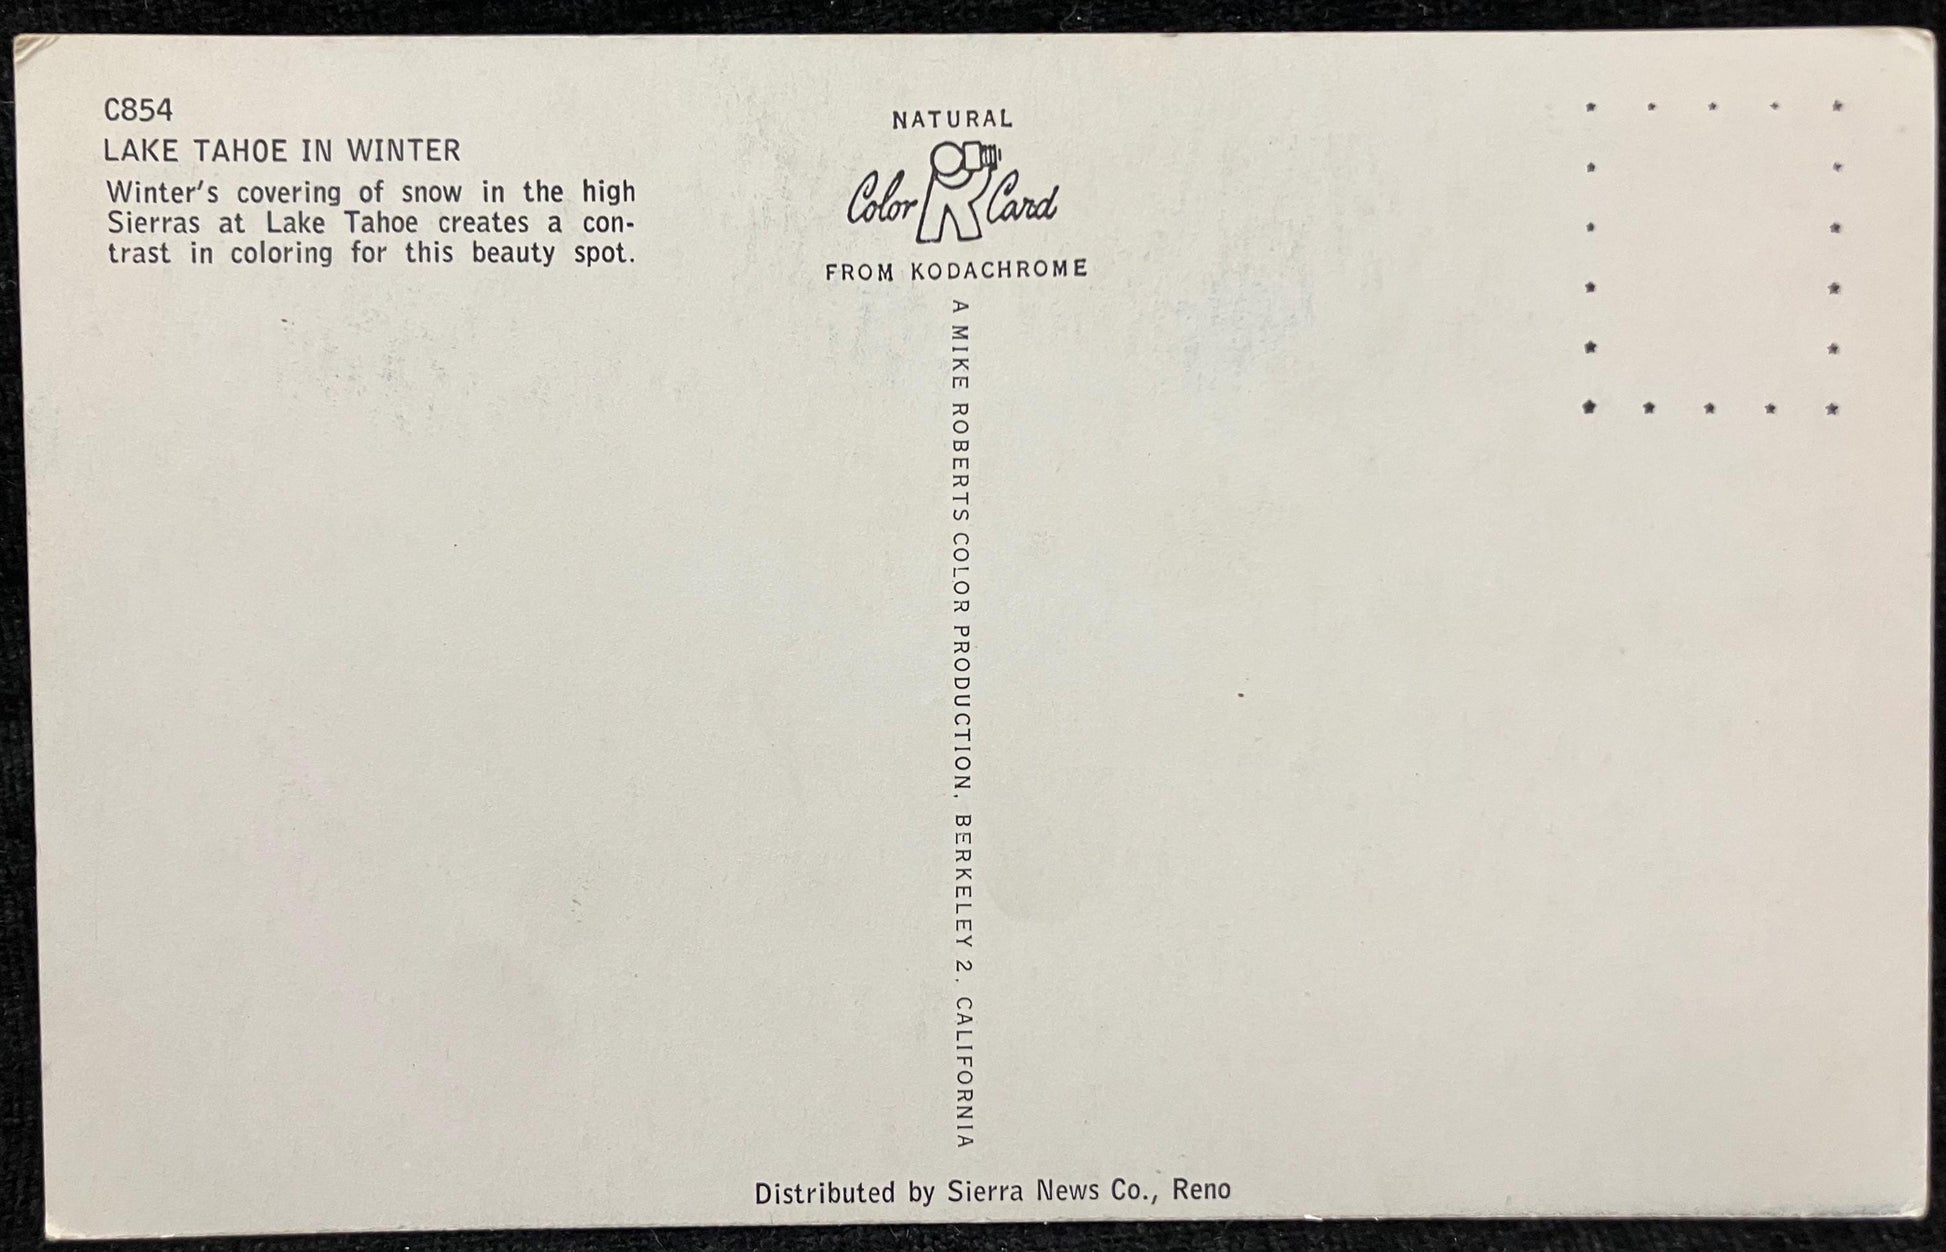 C854
LAKE TAHOE IN WINTER
Winter's covering of snow in the high
Sierras at Lake Tahoe creates a con-
trast in coloring for this beauty spot.
NATURAL
Color R Card
FROM KODACHROME
A MIKE ROBERTS COLOR PRODUCTION, BERKELEY 2, CALIFORNIA
Distributed by Sierra News Co., Reno